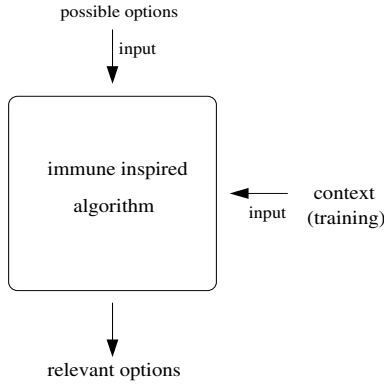 possible options
input
immune inspired
algorithm
context
input
(training)
relevant options